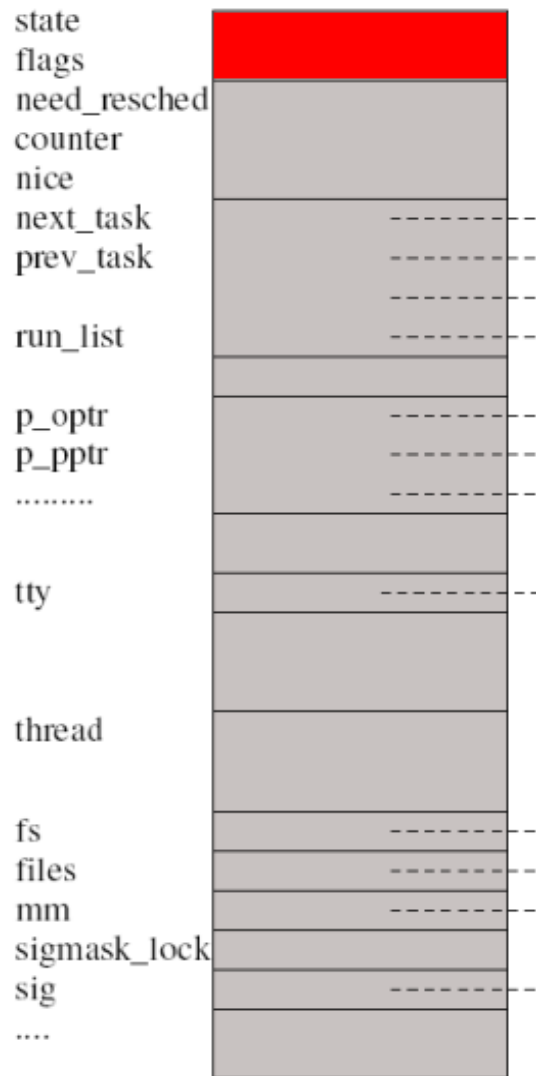 state
flags
need_resched
counter
nice
next_task
prev_task
run_list
p_optr
p_pptr
.........
tty
thread
fs
files
mm
sigmask_lock
sig
....